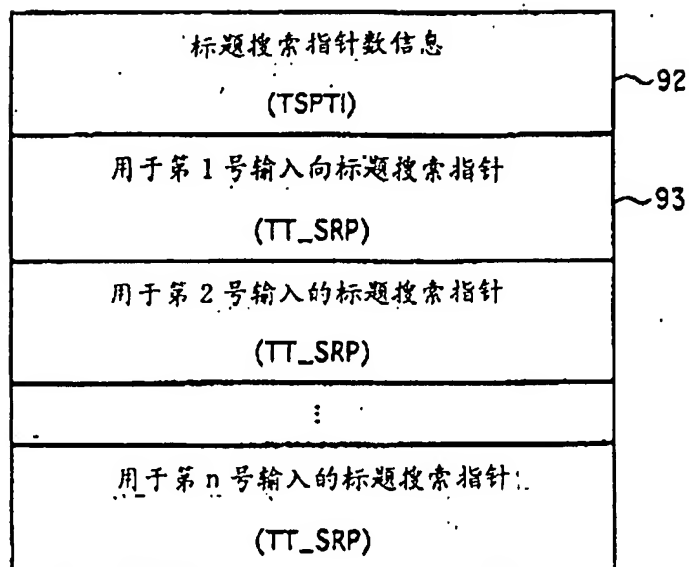 标题搜索指针数信息
(TSPTI)
92
用于第1号输入向标题搜索指针
(TT_SRP)
93
用于第2号输入的标题搜索指针
(TT_SRP)
⋮
用于第n号输入的标题搜索指针
(TT_SRP)